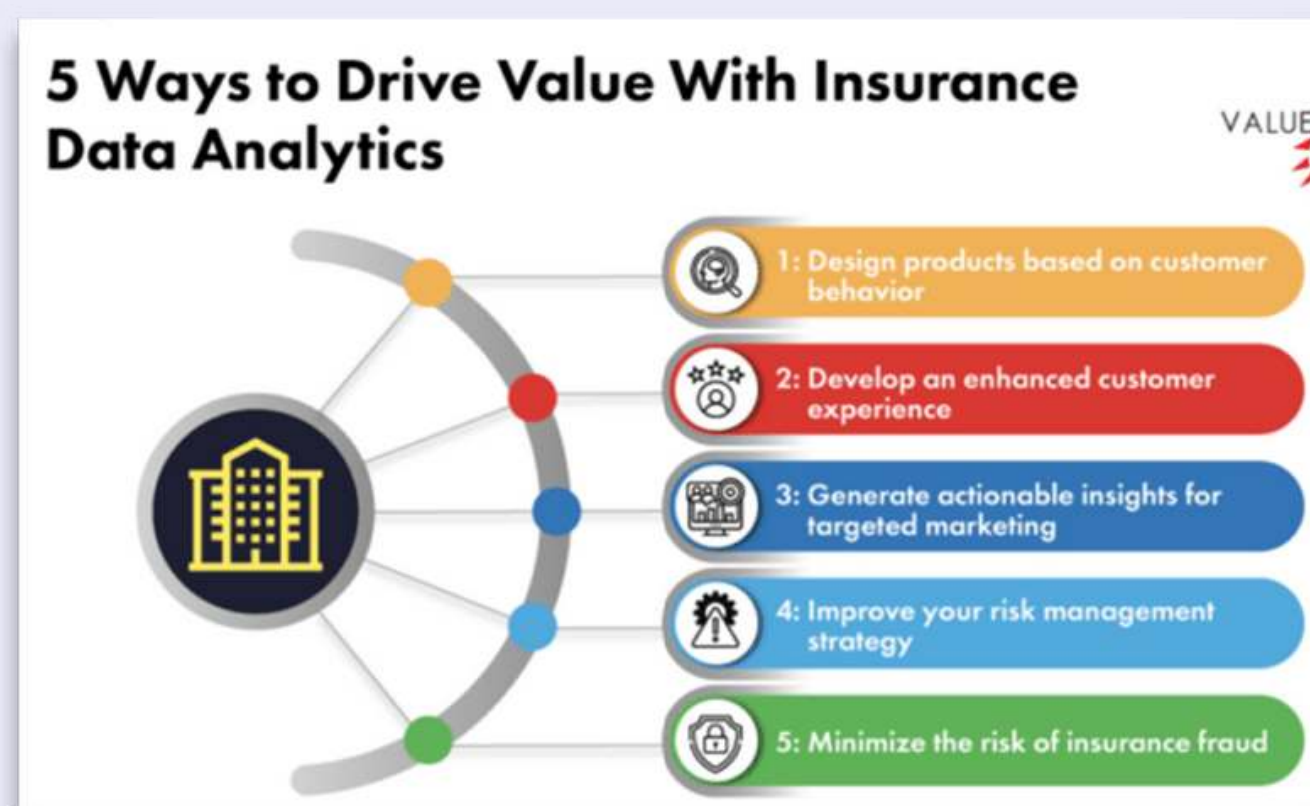 5 Ways to Drive Value With Insurance
Data Analytics
VALUE
1: Design products based on customer
behavior
2: Develop an enhanced customer
experience
3: Generate actionable insights for
targeted marketing
4: Improve your risk management
strategy
5: Minimize the risk of insurance fraud